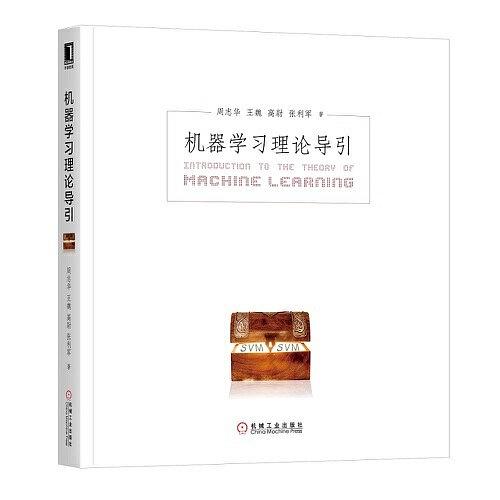 机器学习理论导引
周志华 王魏 高尉 张利军 著
周志华 王魏 高尉 张利军 著
机器学习理论导引
INTRODUCTION TO THE THEORY OF
MACHINE LEARNING
SVM SVM
机械工业出版社
China Machine Press